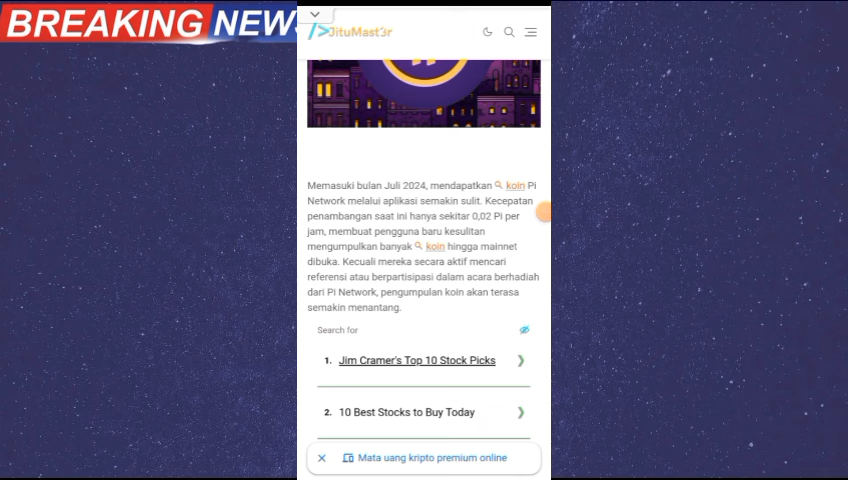 BREAKING NEWS
JituMast3r
Memasuki bulan Juli 2024, mendapatkan koin Pi
Network melalui aplikasi semakin sulit. Kecepatan
penambangan saat ini hanya sekitar 0,02 Pi per
jam, membuat pengguna baru kesulitan
mengumpulkan banyak koin hingga mainnet
dibuka. Kecuali mereka secara aktif mencari
referensi atau berpartisipasi dalam acara berhadiah
dari Pi Network, pengumpulan koin akan terasa
semakin menantang.
Search for
1. Jim Cramer's Top 10 Stock Picks
2. 10 Best Stocks to Buy Today
Mata uang kripto premium online